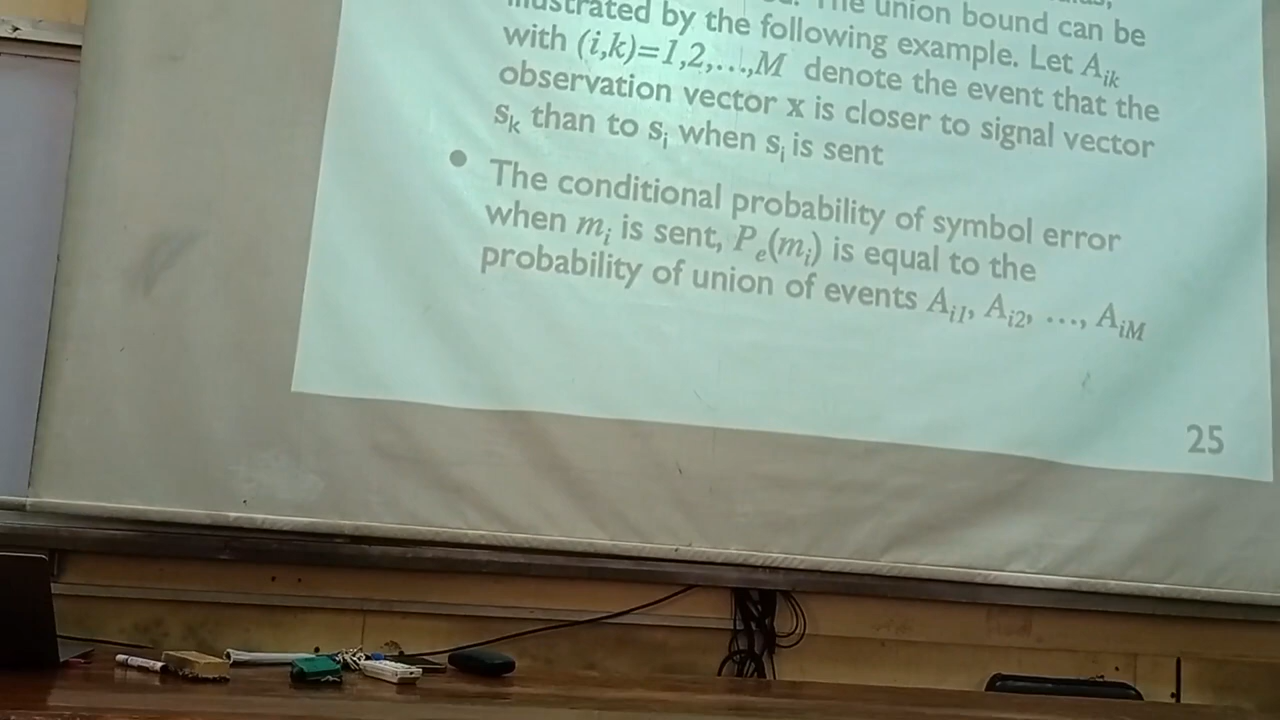 The union bound can be
illustrated by the following example. Let A_ik
with (i,k)=1,2,...,M denote the event that the
observation vector x is closer to signal vector
s_k than to s_i when s_i is sent
• The conditional probability of symbol error
when m_i is sent, P_e(m_i) is equal to the
probability of union of events A_i1, A_i2, ..., A_iM
25